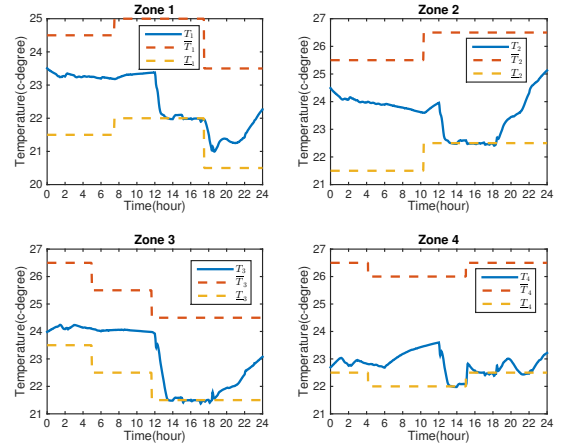 Zone 1
Temperature(c-degree)
25
24
23
22
21
20
0 2 4 6 8 10 12 14 16 18 20 22 24
Time(hour)
T₁
T̅₁
T̲₁
Zone 2
Temperature(c-degree)
27
26
25
24
23
22
21
0 2 4 6 8 10 12 14 16 18 20 22 24
Time(hour)
T₂
T̅₂
T̲₂
Zone 3
Temperature(c-degree)
27
26
25
24
23
22
21
0 2 4 6 8 10 12 14 16 18 20 22 24
Time(hour)
T₃
T̅₃
T̲₃
Zone 4
Temperature(c-degree)
27
26
25
24
23
22
21
0 2 4 6 8 10 12 14 16 18 20 22 24
Time(hour)
T₄
T̅₄
T̲₄